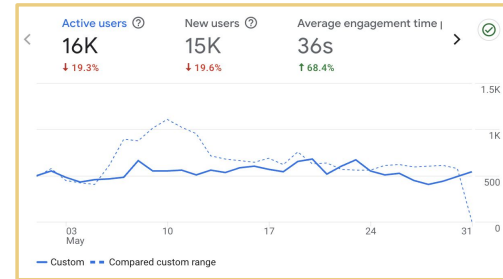 Active users
New users
Average engagement time
16K
15K
36s
↓ 19.3%
↓ 19.6%
↑ 68.4%
1.5K
1K
500
0
03
May
10
17
24
31
Custom
Compared custom range